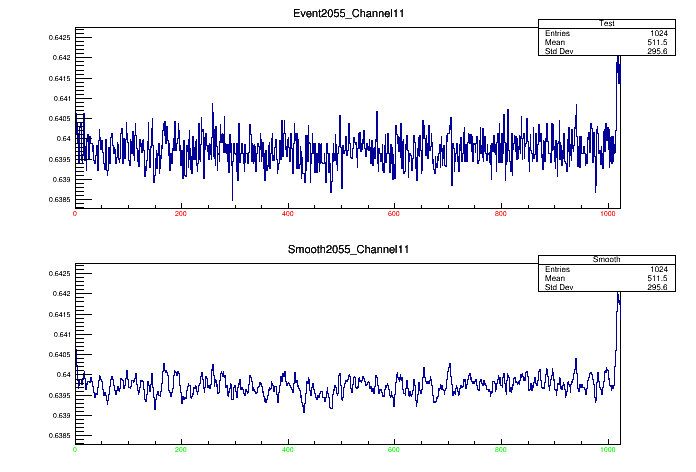 Event2055_Channel11
Test
Entries 1024
Mean 511.5
Std Dev 295.6
0.6425
0.642
0.6415
0.641
0.6405
0.64
0.6395
0.639
0.6385
0 200 400 600 800 1000
Smooth2055_Channel11
Smooth
Entries 1024
Mean 511.5
Std Dev 295.6
0.6425
0.642
0.6415
0.641
0.6405
0.64
0.6395
0.639
0.6385
0 200 400 600 800 1000